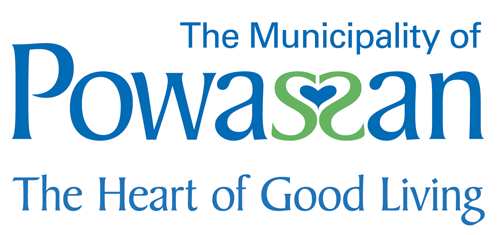 The Municipality of
Powassan
The Heart of Good Living